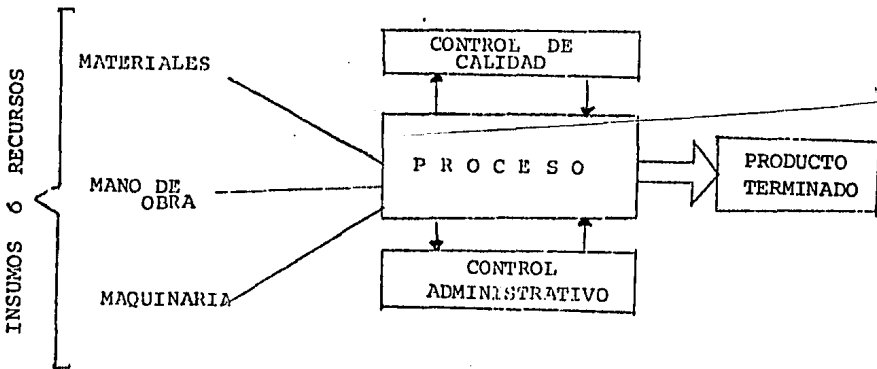 INSUMOS ó RECURSOS
MATERIALES
MANO DE
OBRA
MAQUINARIA
CONTROL DE
CALIDAD
P R O C E S O
CONTROL
ADMINISTRATIVO
PRODUCTO
TERMINADO